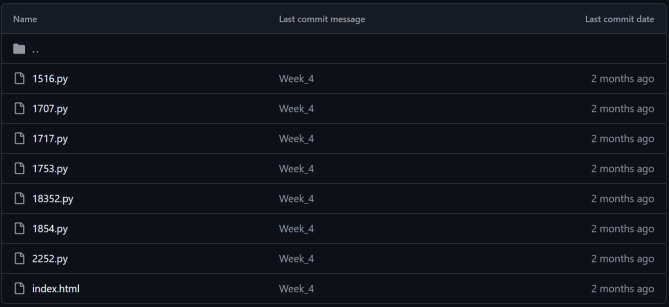 Name Last commit message Last commit date
..
1516.py Week_4 2 months ago
1707.py Week_4 2 months ago
1717.py Week_4 2 months ago
1753.py Week_4 2 months ago
18352.py Week_4 2 months ago
1854.py Week_4 2 months ago
2252.py Week_4 2 months ago
index.html Week_4 2 months ago